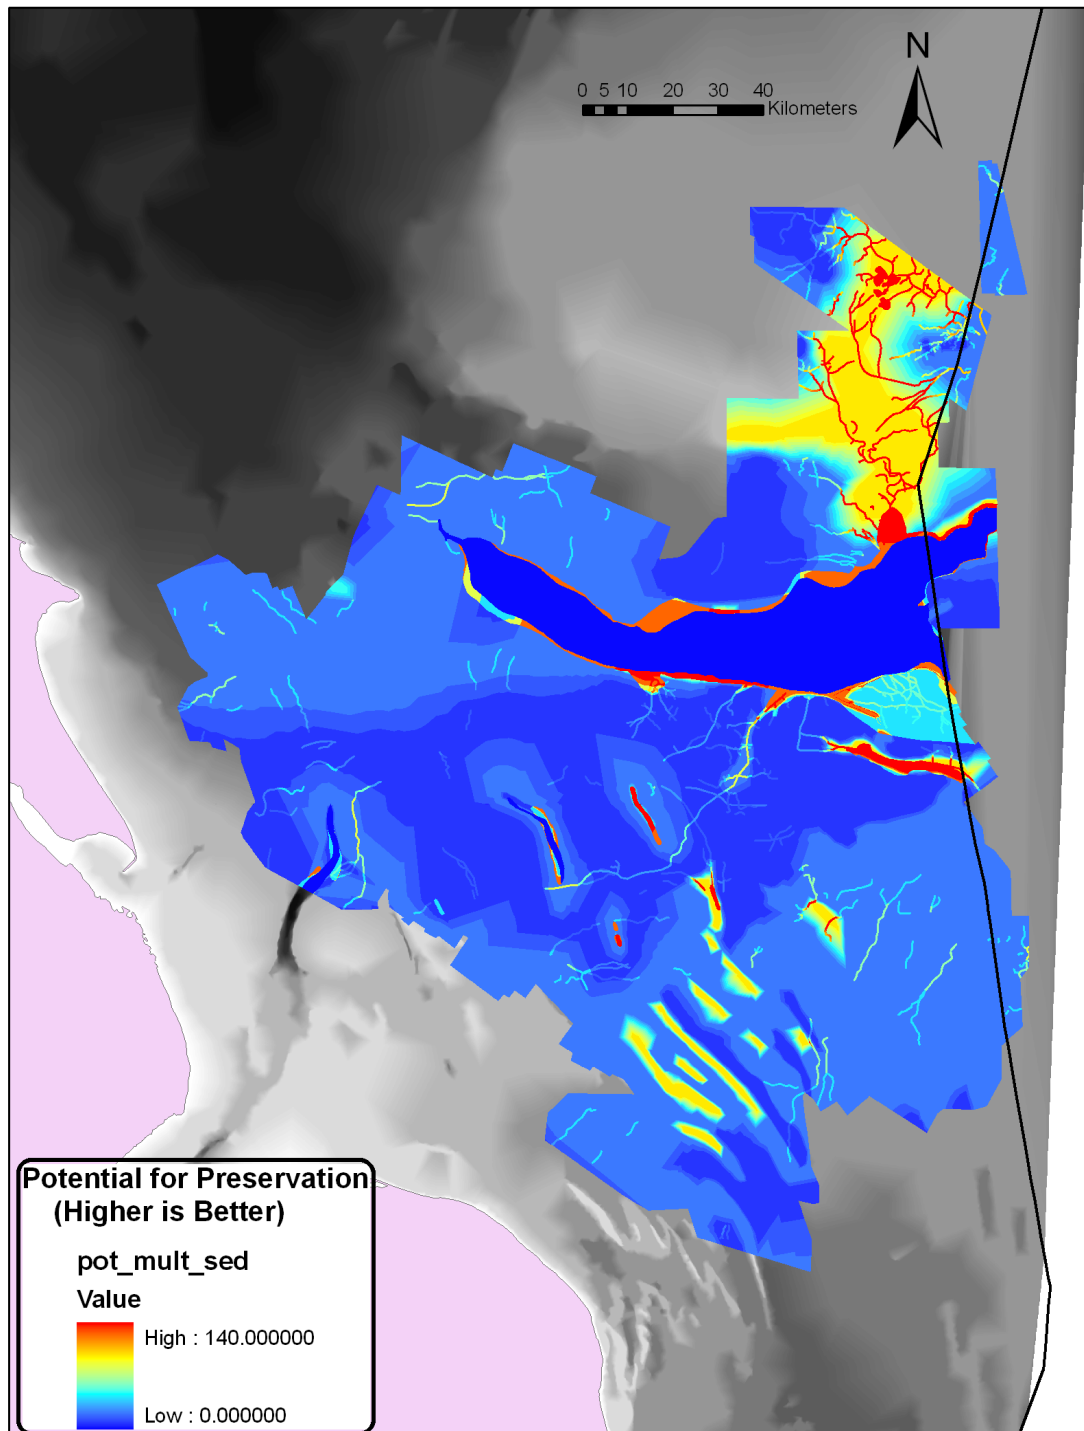 N
0 5 10 20 30 40
Kilometers
Potential for Preservation
(Higher is Better)
pot_mult_sed
Value
High : 140.000000
Low : 0.000000